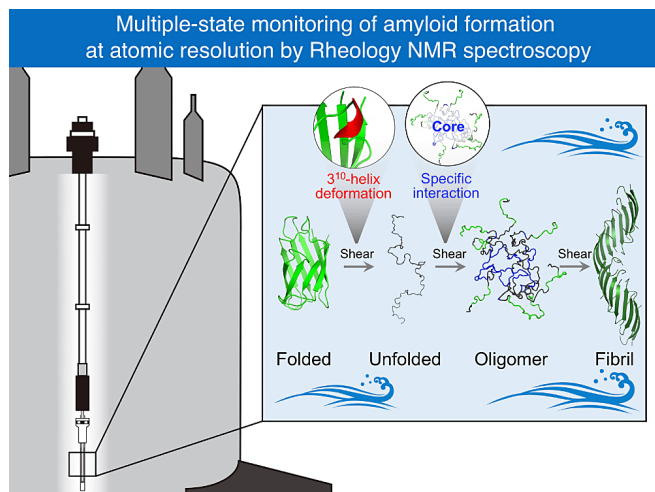 Multiple-state monitoring of amyloid formation
at atomic resolution by Rheology NMR spectroscopy
3¹⁰-helix
deformation
Core
Specific
interaction
Shear
Shear
Shear
Folded
Unfolded
Oligomer
Fibril